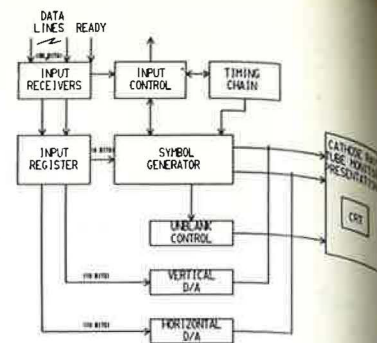 DATA
LINES READY
INPUT
RECEIVERS
INPUT
CONTROL
TIMING
CHAIN
INPUT
REGISTER
SYMBOL
GENERATOR
CATHODE RAY
TUBE MONITOR
PRESENTATION
CRT
UNBLANK
CONTROL
VERTICAL
D/A
HORIZONTAL
D/A